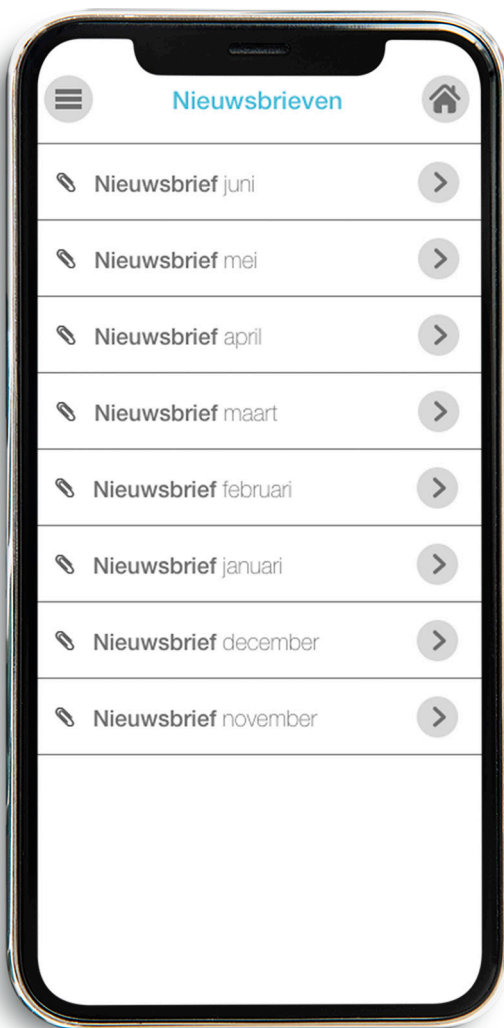 Nieuwsbrieven
Nieuwsbrief juni
Nieuwsbrief mei
Nieuwsbrief april
Nieuwsbrief maart
Nieuwsbrief februari
Nieuwsbrief januari
Nieuwsbrief december
Nieuwsbrief november